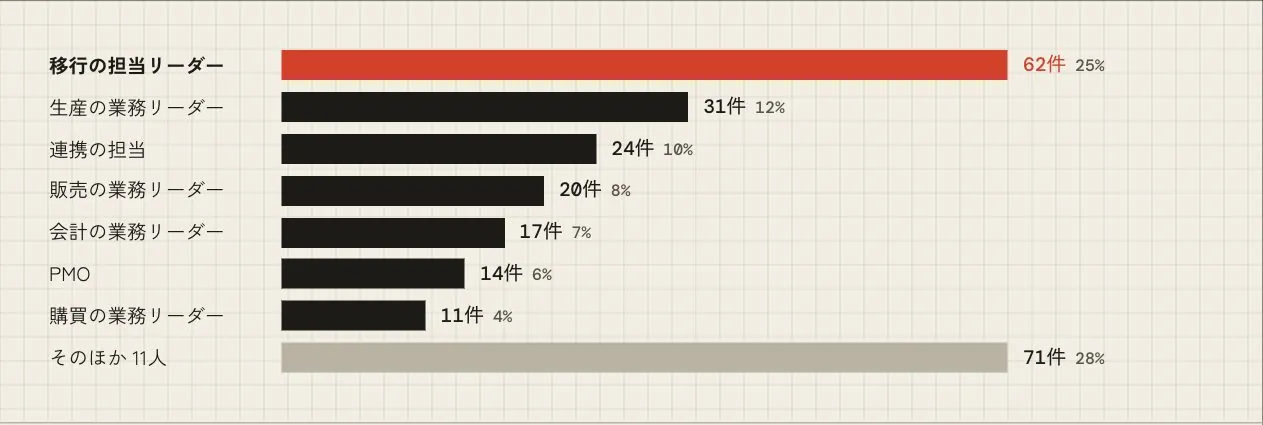 移行の担当リーダー 62件 25%
生産の業務リーダー 31件 12%
連携の担当 24件 10%
販売の業務リーダー 20件 8%
会計の業務リーダー 17件 7%
PMO 14件 6%
購買の業務リーダー 11件 4%
そのほか 11人 71件 28%